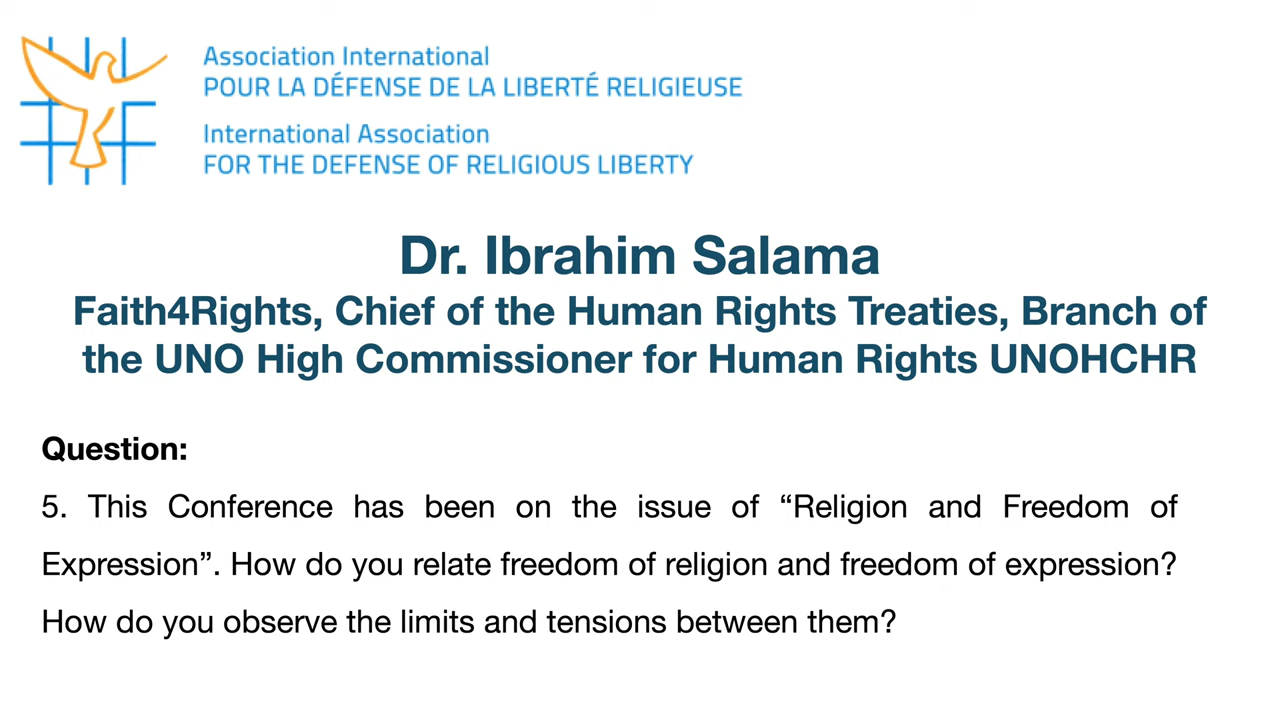 Association International
POUR LA DÉFENSE DE LA LIBERTÉ RELIGIEUSE
International Association
FOR THE DEFENSE OF RELIGIOUS LIBERTY
Dr. Ibrahim Salama
Faith4Rights, Chief of the Human Rights Treaties, Branch of
the UNO High Commissioner for Human Rights UNOHCHR
Question:
5. This Conference has been on the issue of “Religion and Freedom of
Expression”. How do you relate freedom of religion and freedom of expression?
How do you observe the limits and tensions between them?